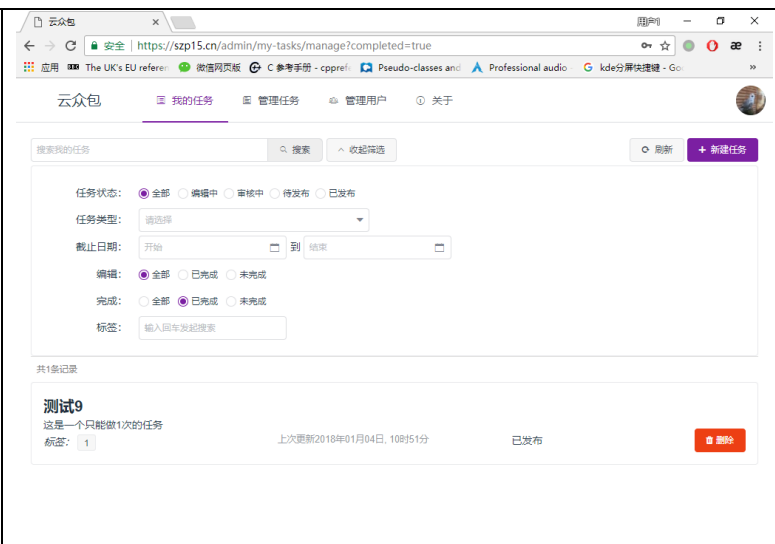 云众包
用户1
安全 | https://szp15.cn/admin/my-tasks/manage?completed=true
应用 The UK's EU referen 微信网页版 C 参考手册 - cpprefe Pseudo-classes and Professional audio kde分屏快捷键 - Go
云众包 我的任务 管理任务 管理用户 关于
搜索我的任务 搜索 收起筛选 刷新 + 新建任务
任务状态: 全部 编辑中 审核中 待发布 已发布
任务类型: 请选择
截止日期: 开始 到 结束
编辑: 全部 已完成 未完成
完成: 全部 已完成 未完成
标签: 输入回车发起搜索
共1条记录
测试9
这是一个只能做1次的任务
标签: 1
上次更新2018年01月04日, 10时51分 已发布 删除